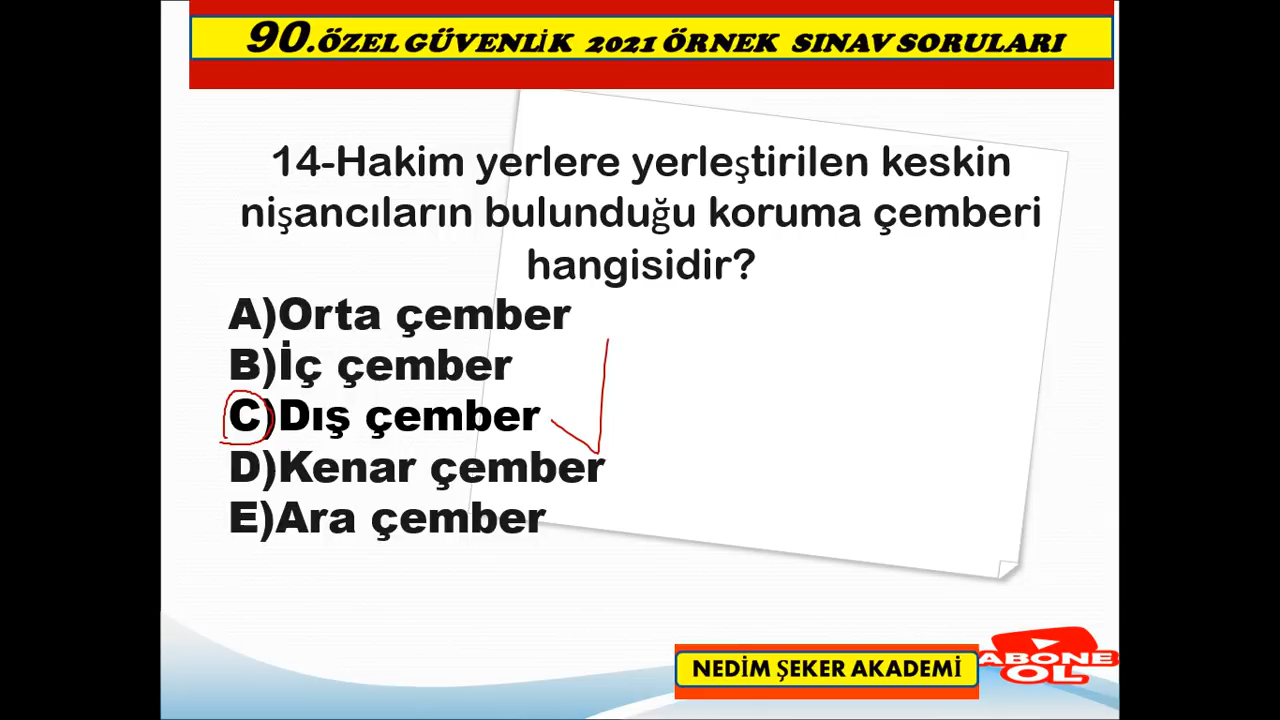 90.ÖZEL GÜVENLİK 2021 ÖRNEK SINAV SORULARI
14-Hakim yerlere yerleştirilen keskin
nişancıların bulunduğu koruma çemberi
hangisidir?
A)Orta çember
B)İç çember
C)Dış çember
D)Kenar çember
E)Ara çember
NEDİM ŞEKER AKADEMİ
ABONE
OL